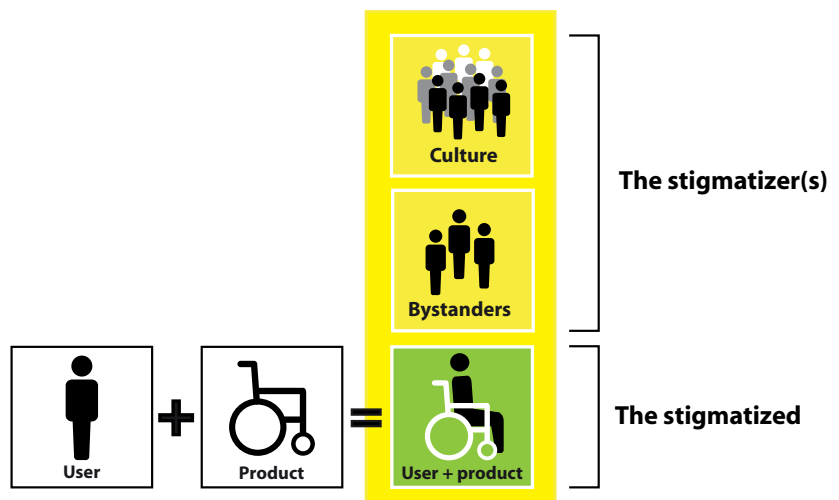 Culture
The stigmatizer(s)
Bystanders
User
+
Product
=
User + product
The stigmatized